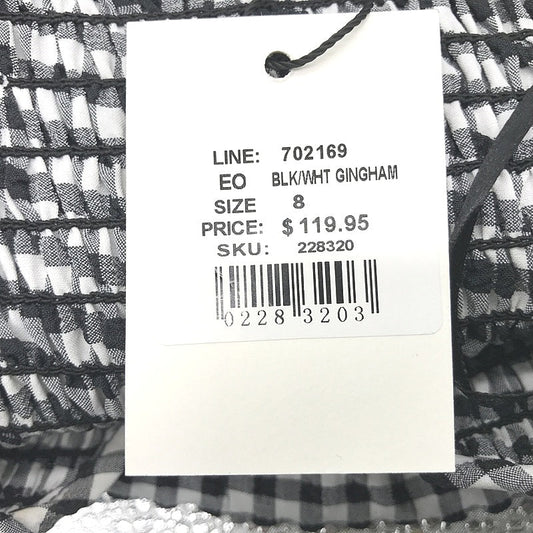 LINE: 702169
EO BLK/WHT GINGHAM
SIZE 8
PRICE: $119.95
SKU: 228320
0228 3203